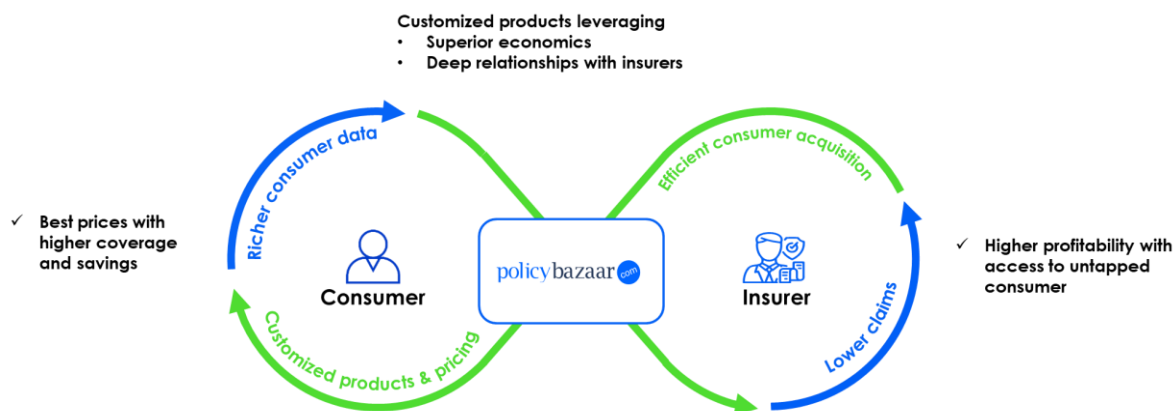 Customized products leveraging
• Superior economics
• Deep relationships with insurers
Richer consumer data
Efficient consumer acquisition
✓ Best prices with
higher coverage
and savings
Consumer
policybazaar.com
Insurer
✓ Higher profitability with
access to untapped
consumer
Customized products & pricing
Lower claims